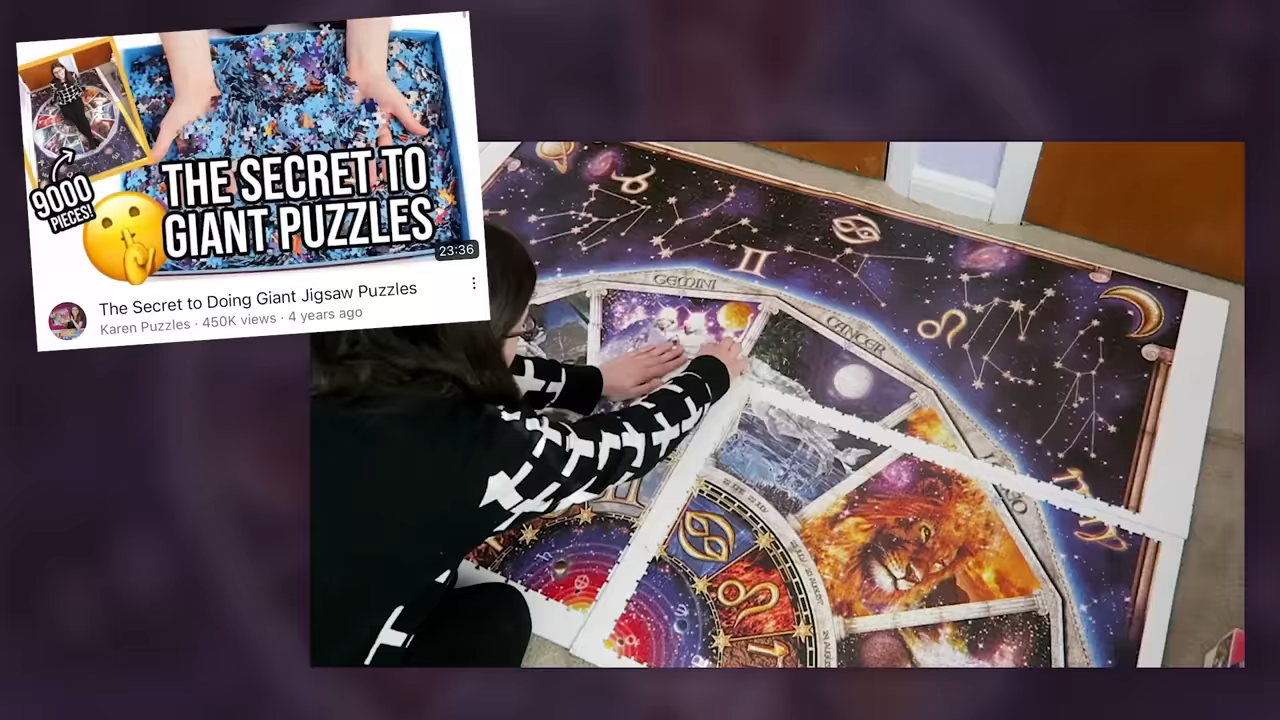 9000
PIECES!
THE SECRET TO
GIANT PUZZLES
23:36
The Secret to Doing Giant Jigsaw Puzzles
Karen Puzzles · 450K views · 4 years ago
GEMINI
CANCER